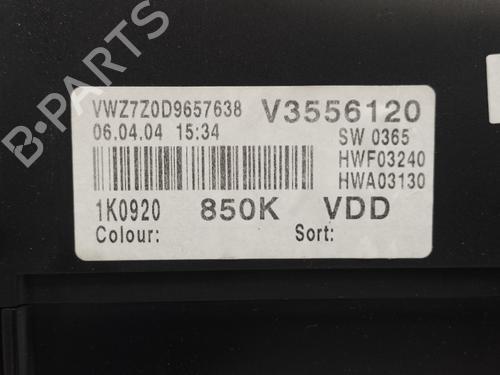 VWZ7Z0D9657638 V3556120
06.04.04 15:34 SW 0365
HWF03240
HWA03130
1K0920 850K VDD
Colour: Sort:
B-PARTS